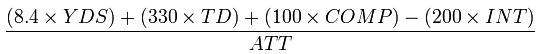 (8.4 × YDS) + (330 × TD) + (100 × COMP) − (200 × INT)
ATT